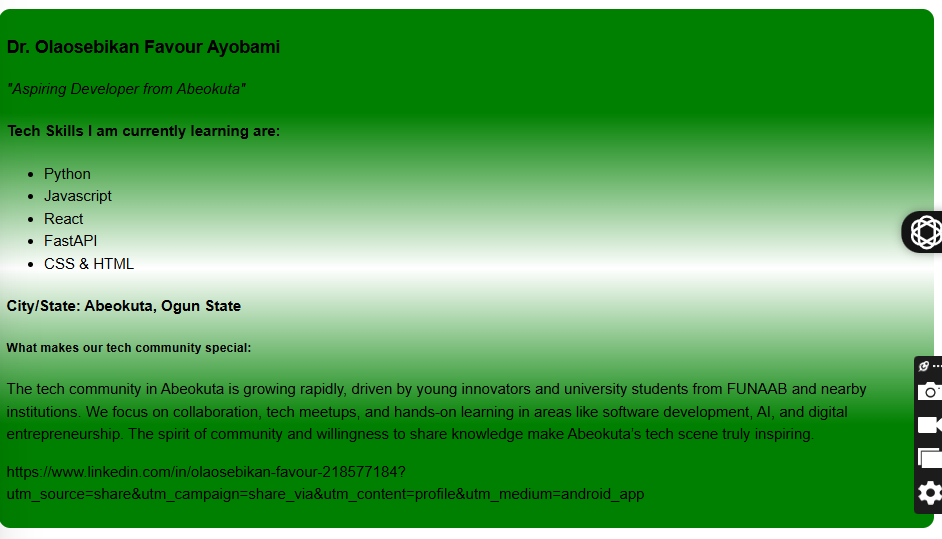 Dr. Olaosebikan Favour Ayobami
"Aspiring Developer from Abeokuta"
Tech Skills I am currently learning are:
• Python
• Javascript
• React
• FastAPI
• CSS & HTML
City/State: Abeokuta, Ogun State
What makes our tech community special:
The tech community in Abeokuta is growing rapidly, driven by young innovators and university students from FUNAAB and nearby
institutions. We focus on collaboration, tech meetups, and hands-on learning in areas like software development, AI, and digital
entrepreneurship. The spirit of community and willingness to share knowledge make Abeokuta's tech scene truly inspiring.
https://www.linkedin.com/in/olaosebikan-favour-218577184?
utm_source=share&utm_campaign=share_via&utm_content=profile&utm_medium=android_app